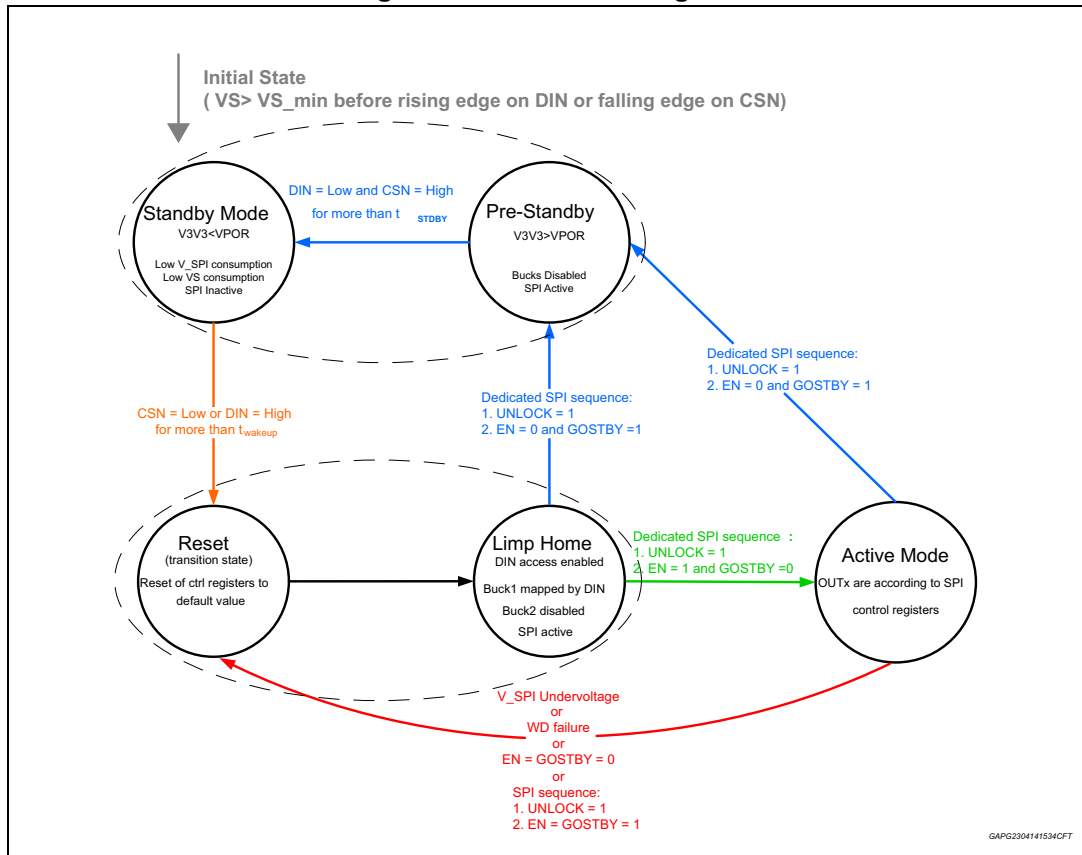 Initial State
( VS> VS_min before rising edge on DIN or falling edge on CSN)
Standby Mode
V3V3<VPOR
Low V_SPI consumption
Low VS consumption
SPI Inactive
DIN = Low and CSN = High
for more than t STDBY
Pre-Standby
V3V3>VPOR
Bucks Disabled
SPI Active
Dedicated SPI sequence:
1. UNLOCK = 1
2. EN = 0 and GOSTBY = 1
Dedicated SPI sequence:
1. UNLOCK = 1
2. EN = 0 and GOSTBY =1
CSN = Low or DIN = High
for more than t wakeup
Reset
(transition state)
Reset of ctrl registers to
default value
Limp Home
DIN access enabled
Buck1 mapped by DIN
Buck2 disabled
SPI active
Dedicated SPI sequence :
1. UNLOCK = 1
2. EN = 1 and GOSTBY =0
Active Mode
OUTx are according to SPI
control registers
V_SPI Undervoltage
or
WD failure
or
EN = GOSTBY = 0
or
SPI sequence:
1. UNLOCK = 1
2. EN = GOSTBY = 1
GAPG2304141534CFT